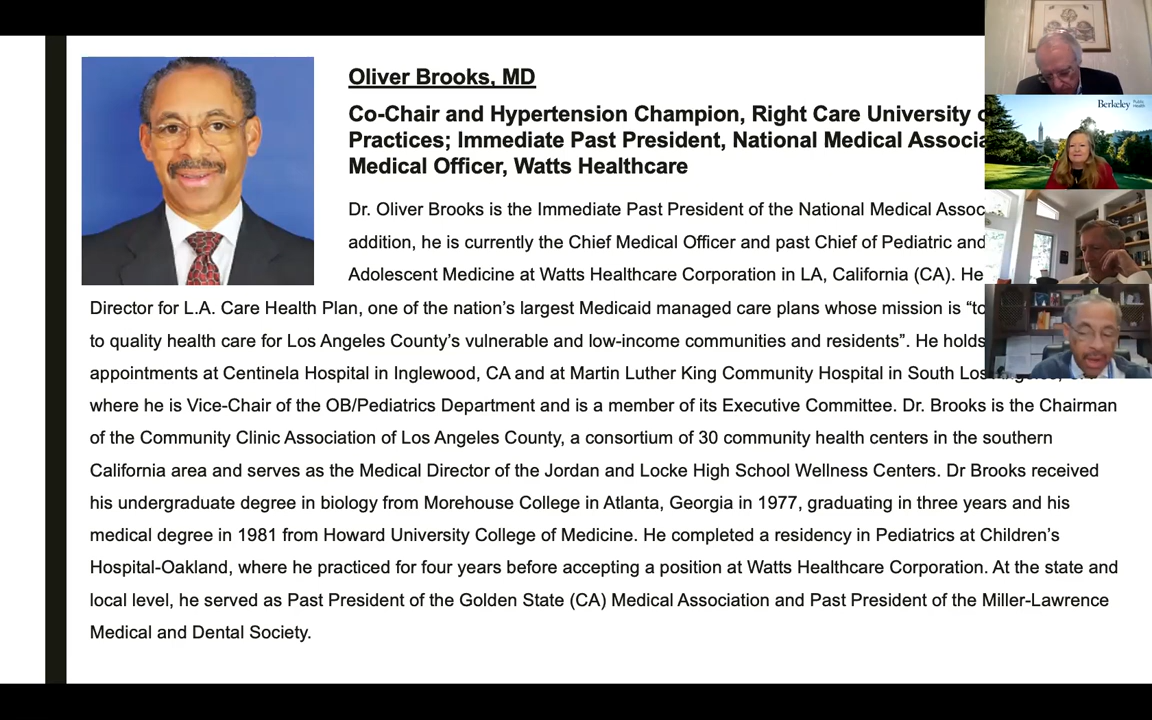 Oliver Brooks, MD
Co-Chair and Hypertension Champion, Right Care University
Practices; Immediate Past President, National Medical Associa
Medical Officer, Watts Healthcare
Dr. Oliver Brooks is the Immediate Past President of the National Medical Assoc
addition, he is currently the Chief Medical Officer and past Chief of Pediatric and
Adolescent Medicine at Watts Healthcare Corporation in LA, California (CA). He
Director for L.A. Care Health Plan, one of the nation’s largest Medicaid managed care plans whose mission is “to
to quality health care for Los Angeles County’s vulnerable and low-income communities and residents”. He holds
appointments at Centinela Hospital in Inglewood, CA and at Martin Luther King Community Hospital in South Los
where he is Vice-Chair of the OB/Pediatrics Department and is a member of its Executive Committee. Dr. Brooks is the Chairman
of the Community Clinic Association of Los Angeles County, a consortium of 30 community health centers in the southern
California area and serves as the Medical Director of the Jordan and Locke High School Wellness Centers. Dr Brooks received
his undergraduate degree in biology from Morehouse College in Atlanta, Georgia in 1977, graduating in three years and his
medical degree in 1981 from Howard University College of Medicine. He completed a residency in Pediatrics at Children’s
Hospital-Oakland, where he practiced for four years before accepting a position at Watts Healthcare Corporation. At the state and
local level, he served as Past President of the Golden State (CA) Medical Association and Past President of the Miller-Lawrence
Medical and Dental Society.
Berkeley Public Health